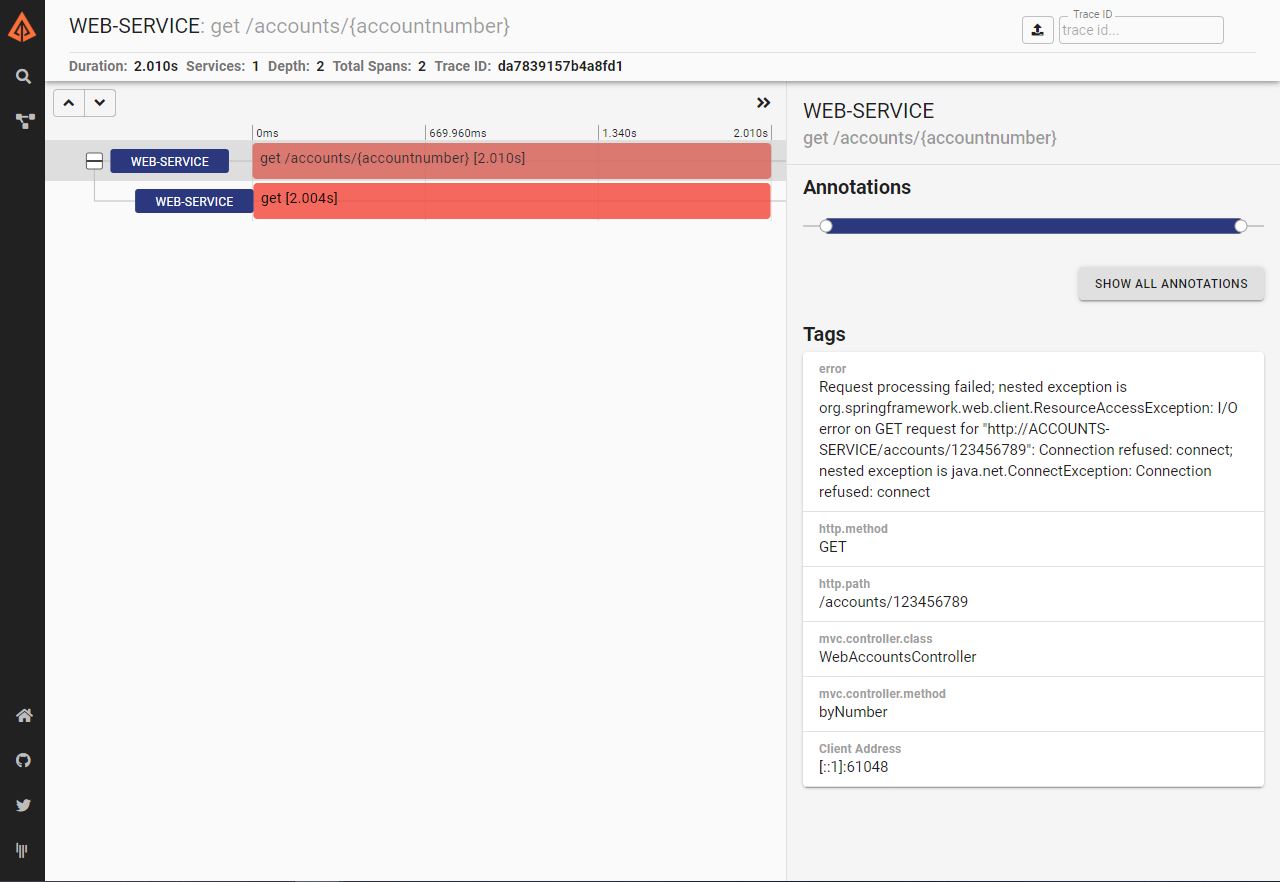 WEB-SERVICE: get /accounts/{accountnumber}
Trace ID
trace id...
Duration: 2.010s Services: 1 Depth: 2 Total Spans: 2 Trace ID: da7839157b4a8fd1
0ms 669.960ms 1.340s 2.010s
WEB-SERVICE get /accounts/{accountnumber} [2.010s]
WEB-SERVICE get [2.004s]
WEB-SERVICE
get /accounts/{accountnumber}
Annotations
SHOW ALL ANNOTATIONS
Tags
error
Request processing failed; nested exception is
org.springframework.web.client.ResourceAccessException: I/O
error on GET request for "http://ACCOUNTS-
SERVICE/accounts/123456789": Connection refused: connect;
nested exception is java.net.ConnectException: Connection
refused: connect
http.method
GET
http.path
/accounts/123456789
mvc.controller.class
WebAccountsController
mvc.controller.method
byNumber
Client Address
[::1]:61048